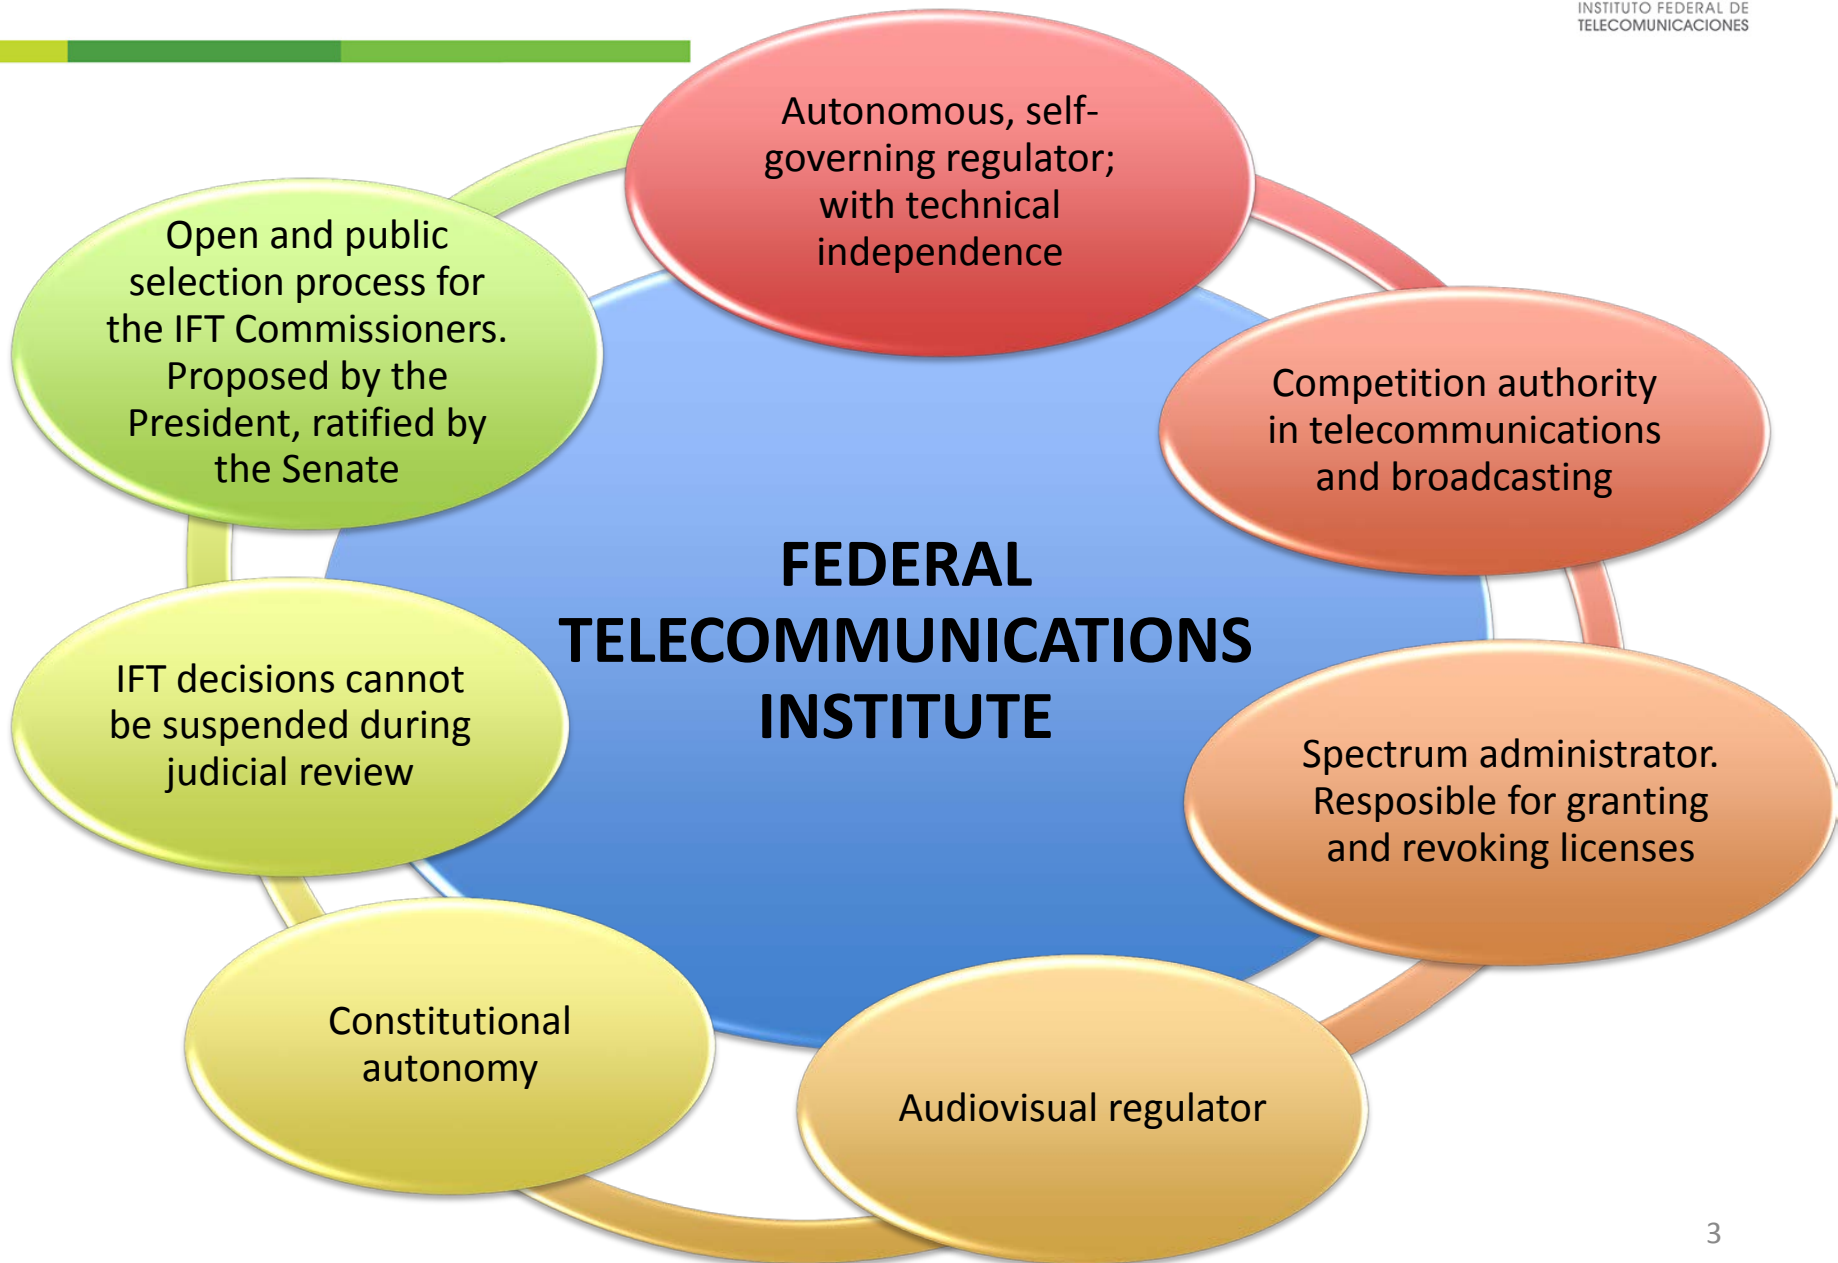 INSTITUTO FEDERAL DE
TELECOMUNICACIONES
Autonomous, self-
governing regulator;
with technical
independence
Competition authority
in telecommunications
and broadcasting
Spectrum administrator.
Resposible for granting
and revoking licenses
Audiovisual regulator
Constitutional
autonomy
IFT decisions cannot
be suspended during
judicial review
Open and public
selection process for
the IFT Commissioners.
Proposed by the
President, ratified by
the Senate
FEDERAL
TELECOMMUNICATIONS
INSTITUTE
3